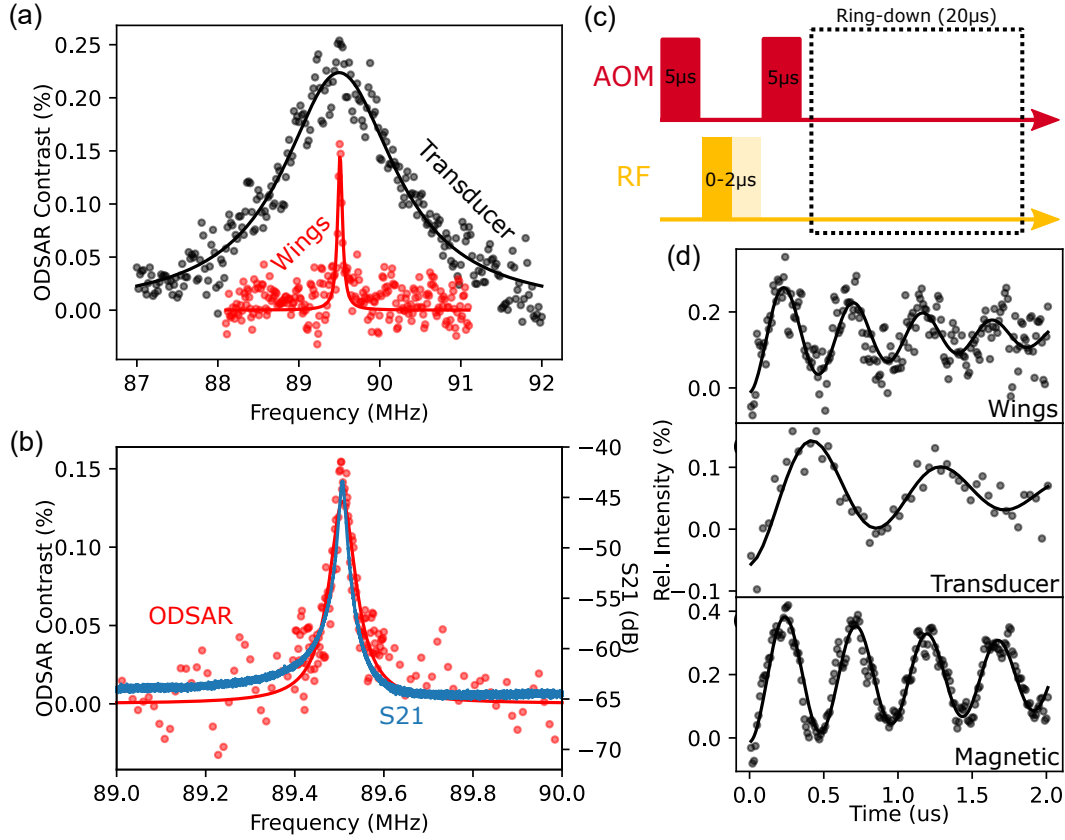 (a)
0.25
0.20
0.15
0.10
0.05
0.00
ODSAR Contrast (%)
Transducer
Wings
87
88
89
90
91
92
Frequency (MHz)
(b)
0.15
0.10
0.05
0.00
ODSAR Contrast (%)
ODSAR
S21
−40
−45
−50
−55
−60
−65
−70
S21 (dB)
89.0
89.2
89.4
89.6
89.8
90.0
Frequency (MHz)
(c)
Ring-down (20μs)
AOM
5μs
5μs
RF
0-2μs
(d)
0.2
0.0
Wings
0.1
0.0
−0.1
Transducer
0.4
0.2
0.0
Magnetic
Rel. Intensity (%)
0.0
0.5
1.0
1.5
2.0
Time (us)